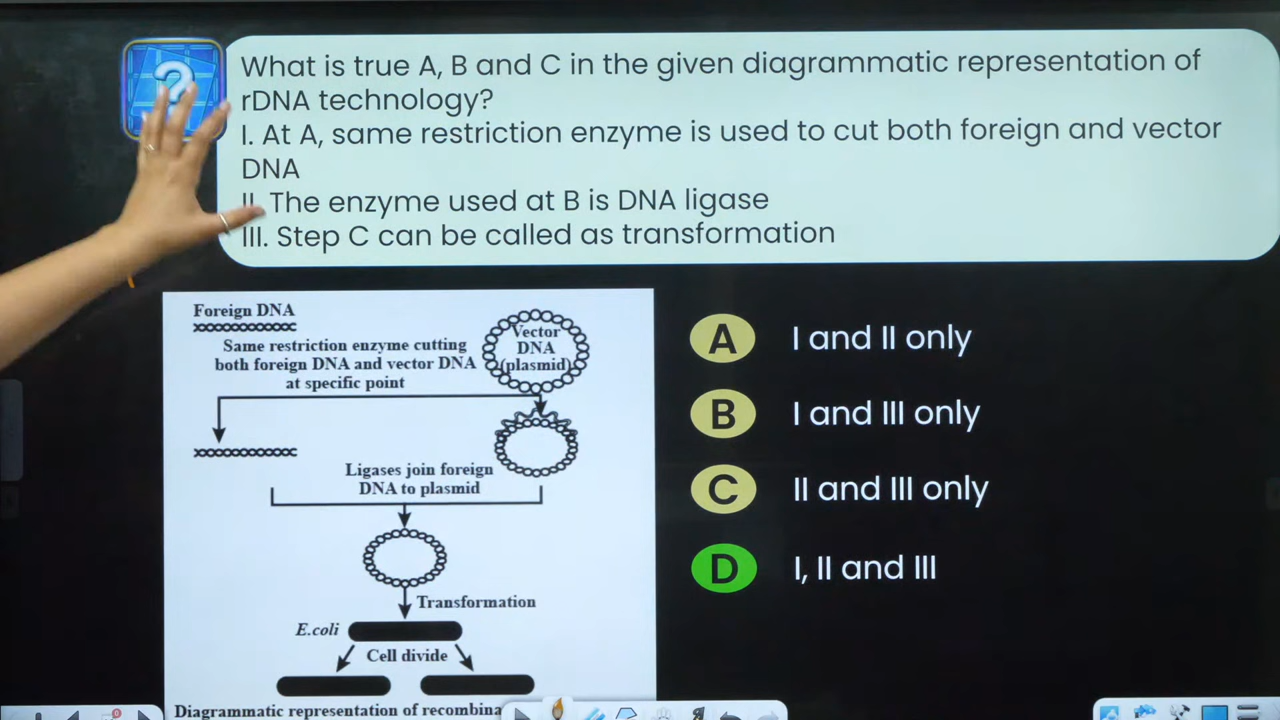 What is true A, B and C in the given diagrammatic representation of
rDNA technology?
I. At A, same restriction enzyme is used to cut both foreign and vector
DNA
II. The enzyme used at B is DNA ligase
III. Step C can be called as transformation
Foreign DNA
Vector
DNA
(plasmid)
Same restriction enzyme cutting
both foreign DNA and vector DNA
at specific point
Ligases join foreign
DNA to plasmid
Transformation
E.coli
Cell divide
Diagrammatic representation of
A I and II only
B I and III only
C II and III only
D I, II and III